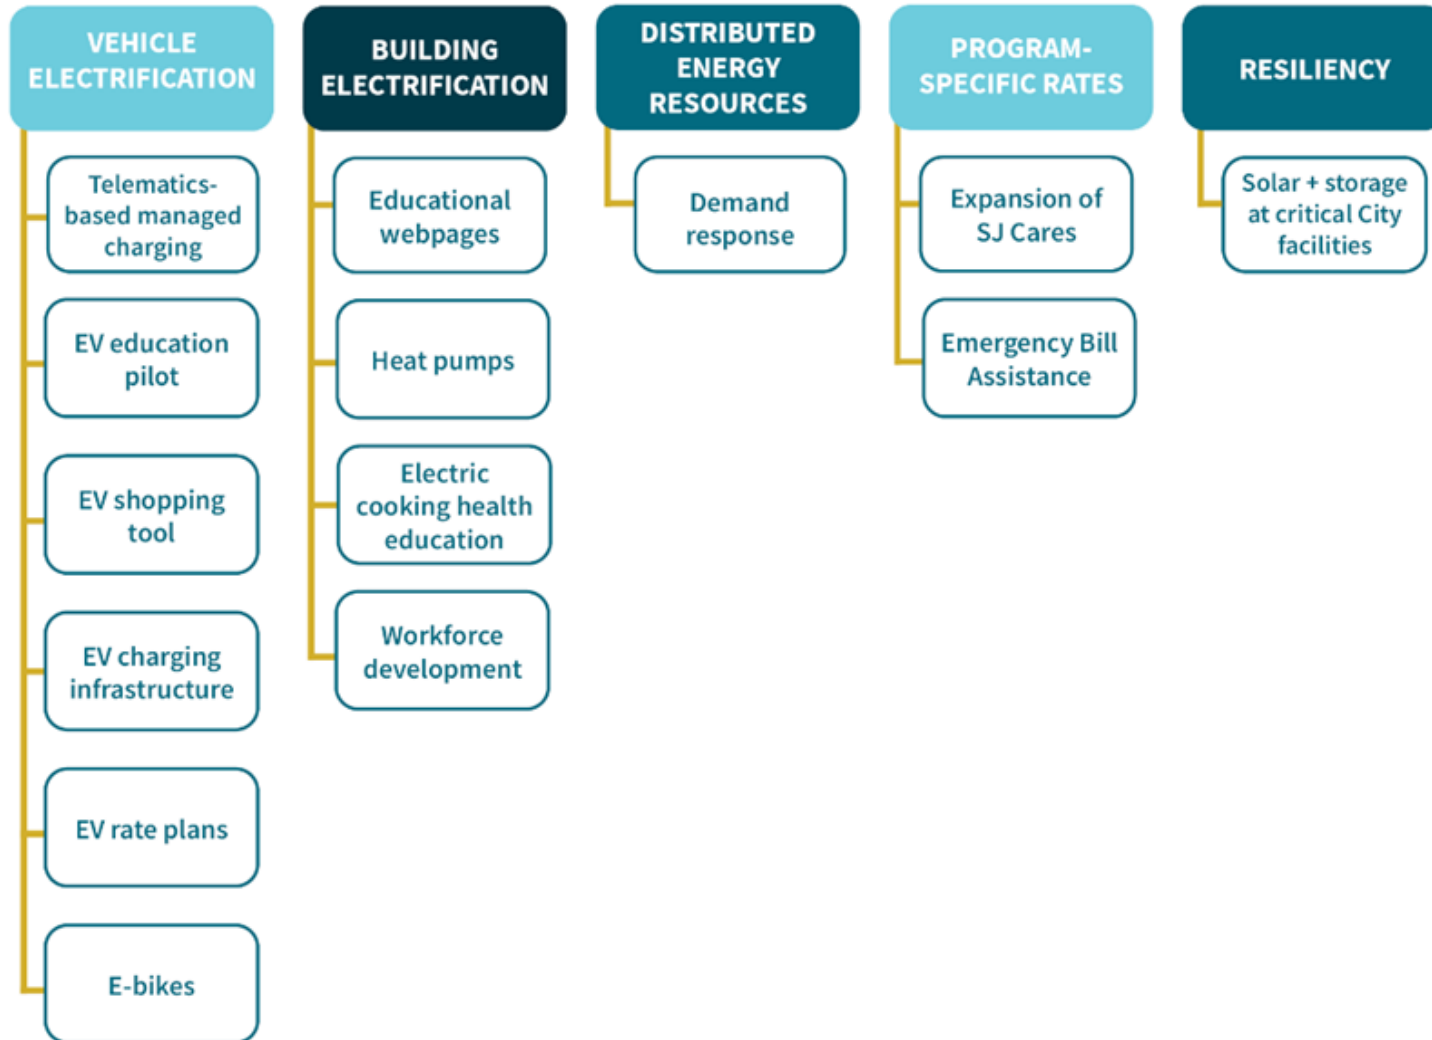 VEHICLE
ELECTRIFICATION
Telematics-
based managed
charging
EV education
pilot
EV shopping
tool
EV charging
infrastructure
EV rate plans
E-bikes
BUILDING
ELECTRIFICATION
Educational
webpages
Heat pumps
Electric
cooking health
education
Workforce
development
DISTRIBUTED
ENERGY
RESOURCES
Demand
response
PROGRAM-
SPECIFIC RATES
Expansion of
SJ Cares
Emergency Bill
Assistance
RESILIENCY
Solar + storage
at critical City
facilities